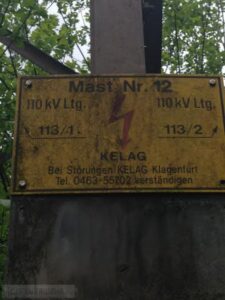 Mast Nr. 12
110 kV Ltg. 110 kV Ltg.
113/1 113/2
KELAG
Bei Störungen KELAG Klagenfurt
Tel. 0463-55702 verständigen